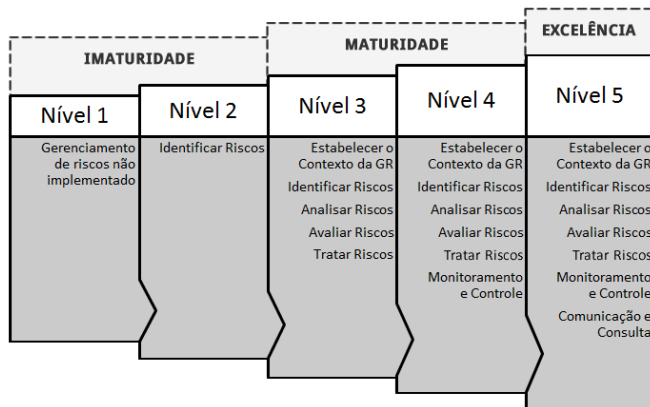 IMATURIDADE
MATURIDADE
EXCELÊNCIA
Nível 1
Nível 2
Nível 3
Nível 4
Nível 5
Gerenciamento
de riscos não
implementado
Identificar Riscos
Estabelecer o
Contexto da GR
Identificar Riscos
Analisar Riscos
Avaliar Riscos
Tratar Riscos
Estabelecer o
Contexto da GR
Identificar Riscos
Analisar Riscos
Avaliar Riscos
Tratar Riscos
Monitoramento
e Controle
Estabelecer o
Contexto da GR
Identificar Riscos
Analisar Riscos
Avaliar Riscos
Tratar Riscos
Monitoramento
e Controle
Comunicação e
Consulta